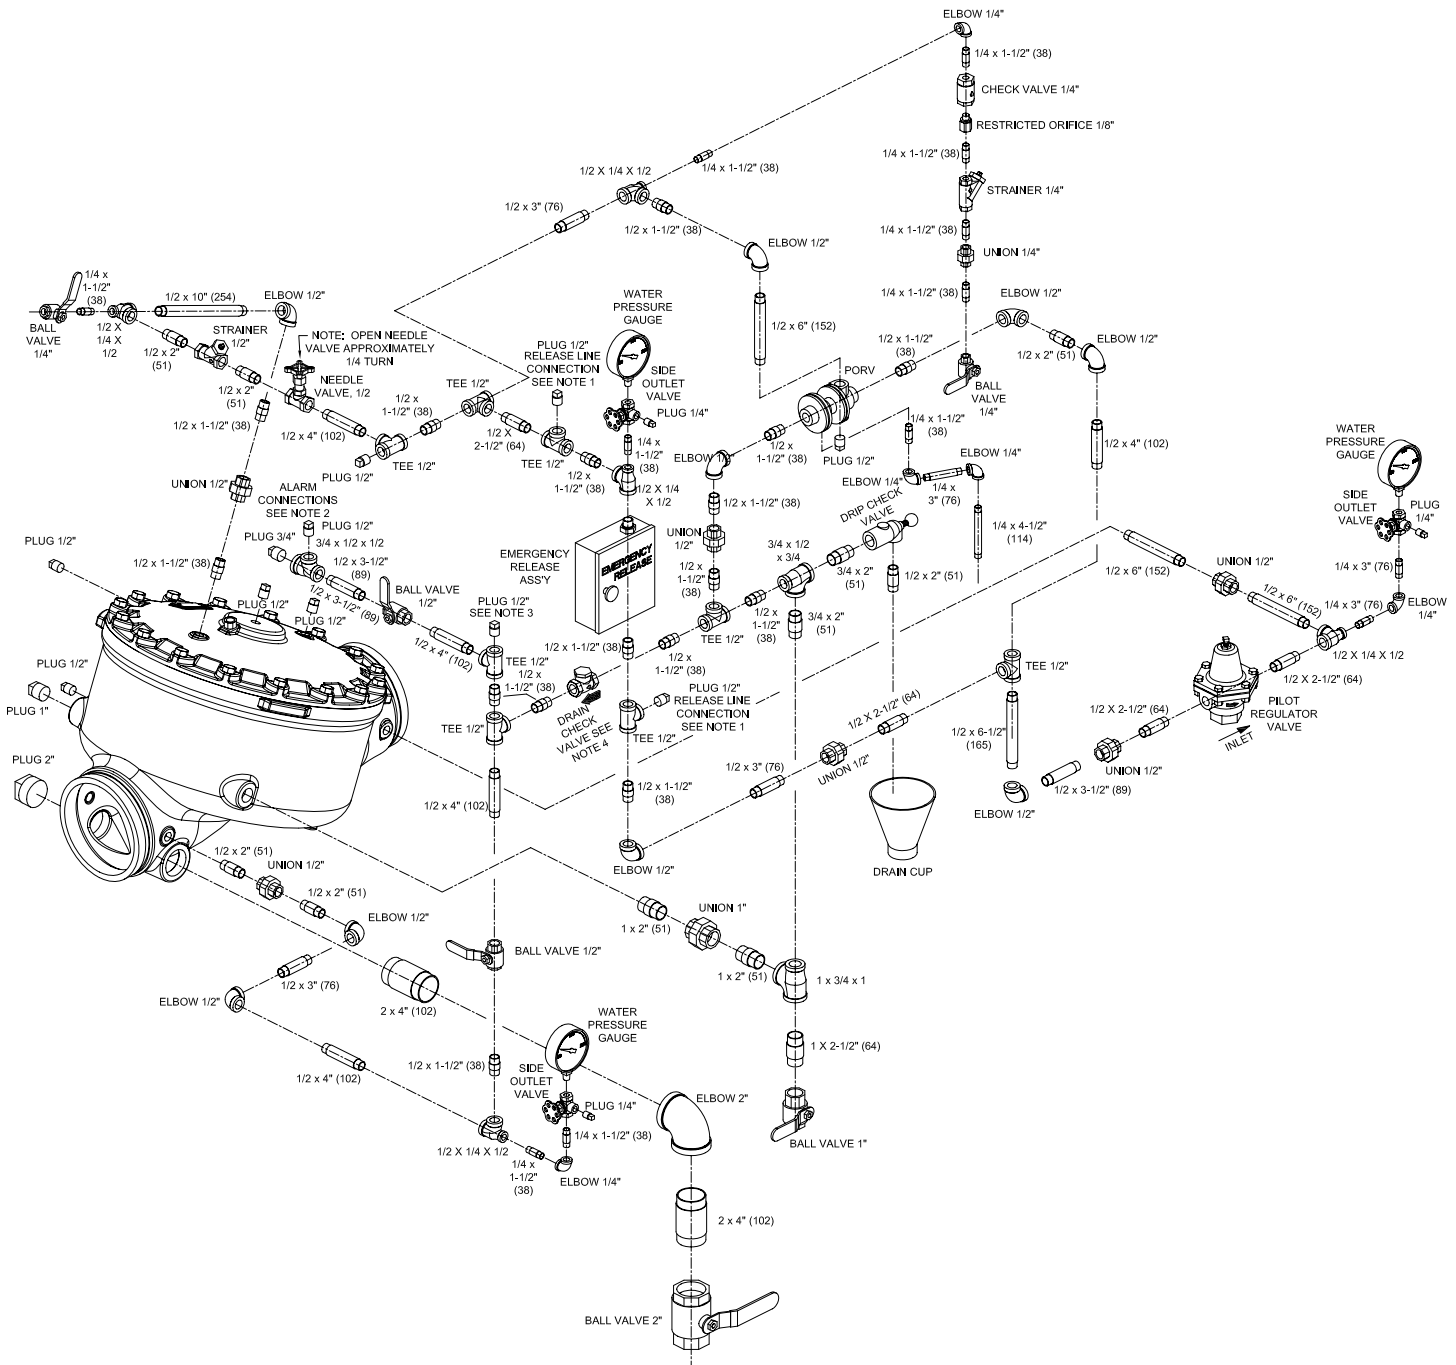 ELBOW 1/4"
1/4 x 1-1/2" (38)
CHECK VALVE 1/4"
RESTRICTED ORIFICE 1/8"
1/4 x 1-1/2" (38)
STRAINER 1/4"
1/4 x 1-1/2" (38)
UNION 1/4"
1/4 x 1-1/2" (38)
1/2 X 1/4 X 1/2
1/4 x 1-1/2" (38)
1/2 x 3" (76)
1/2 x 1-1/2" (38)
ELBOW 1/2"
1/2 x 6" (152)
ELBOW 1/2"
1/2 x 2" (51)
ELBOW 1/2"
1/4 x
1-1/2"
(38)
BALL
VALVE
1/4"
1/2 X
1/4 X
1/2
1/2 x 10" (254)
ELBOW 1/2"
1/2 x 2"
(51)
STRAINER
1/2"
NOTE: OPEN NEEDLE
VALVE APPROXIMATELY
1/4 TURN
1/2 x 2"
(51)
NEEDLE
VALVE, 1/2
1/2 x 1-1/2" (38)
1/2 x 4" (102)
1/2 x
1-1/2"
(38)
TEE 1/2"
PLUG 1/2"
TEE 1/2"
PLUG 1/2"
RELEASE LINE
CONNECTION
SEE NOTE 1
1/2 X
2-1/2" (64)
TEE 1/2"
1/2 x
1-1/2" (38)
WATER
PRESSURE
GAUGE
SIDE
OUTLET
VALVE
PLUG 1/4"
1/4 x
1-1/2"
(38)
1/2 X 1/4
X 1/2
1/2 x 1-1/2"
(38)
PORV
BALL
VALVE
1/4"
1/2 x
1-1/2" (38)
PLUG 1/2"
1/4 x 1-1/2"
(38)
ELBOW 1/4"
1/4 x
3" (76)
ELBOW 1/4"
1/4 x 4-1/2"
(114)
1/2 x 4" (102)
1/2 x 1-1/2" (38)
UNION
1/2"
1/2 x
1-1/2"
(38)
TEE 1/2"
1/2 x
1-1/2"
(38)
3/4 x 1/2
x 3/4
3/4 x 2"
(51)
DRIP CHECK
VALVE
1/2 x 2" (51)
3/4 x 2"
(51)
UNION 1/2"
ALARM
CONNECTIONS
SEE NOTE 2
PLUG 1/2"
PLUG 3/4"
3/4 x 1/2 x 1/2
1/2 x 3-1/2"
(89)
1/2 x 3-1/2" (89)
BALL VALVE
1/2"
1/2 x 4" (102)
PLUG 1/2"
1/2 x 1-1/2" (38)
PLUG 1/2"
PLUG 1/2"
PLUG 1/2"
PLUG 1"
PLUG 2"
PLUG 1/2"
SEE NOTE 3
TEE 1/2"
1/2 x
1-1/2" (38)
TEE 1/2"
EMERGENCY
RELEASE
ASS'Y
EMERGENCY
RELEASE
1/2 x 1-1/2" (38)
1/2 x
1-1/2" (38)
DRAIN
CHECK
VALVE SEE
NOTE 4
TEE 1/2"
PLUG 1/2"
RELEASE LINE
CONNECTION
SEE NOTE 1
1/2 x 1-1/2"
(38)
ELBOW 1/2"
1/2 x 3" (76)
UNION 1/2"
1/2 X 2-1/2" (64)
DRAIN CUP
TEE 1/2"
1/2 x 6-1/2"
(165)
ELBOW 1/2"
1/2 x 3-1/2" (89)
UNION 1/2"
1/2 X 2-1/2" (64)
PILOT
REGULATOR
VALVE
INLET
1/2 X 2-1/2" (64)
1/2 X 1/4 X 1/2
1/2 x 6" (152)
UNION 1/2"
1/2 x 6" (152)
1/4 x 3" (76)
ELBOW
1/4"
1/4 x 3" (76)
WATER
PRESSURE
GAUGE
SIDE
OUTLET
VALVE
PLUG
1/4"
1/2 x 4" (102)
1/2 x 2" (51)
UNION 1/2"
1/2 x 2" (51)
ELBOW 1/2"
1/2 x 3" (76)
ELBOW 1/2"
1/2 x 4" (102)
2 x 4" (102)
BALL VALVE 1/2"
1/2 x 1-1/2" (38)
1/2 X 1/4 X 1/2
1/4 x
1-1/2"
(38)
WATER
PRESSURE
GAUGE
SIDE
OUTLET
VALVE
PLUG 1/4"
1/4 x 1-1/2" (38)
ELBOW 1/4"
1 x 2" (51)
UNION 1"
1 x 2" (51)
1 x 3/4 x 1
1 X 2-1/2" (64)
BALL VALVE 1"
ELBOW 2"
2 x 4" (102)
BALL VALVE 2"